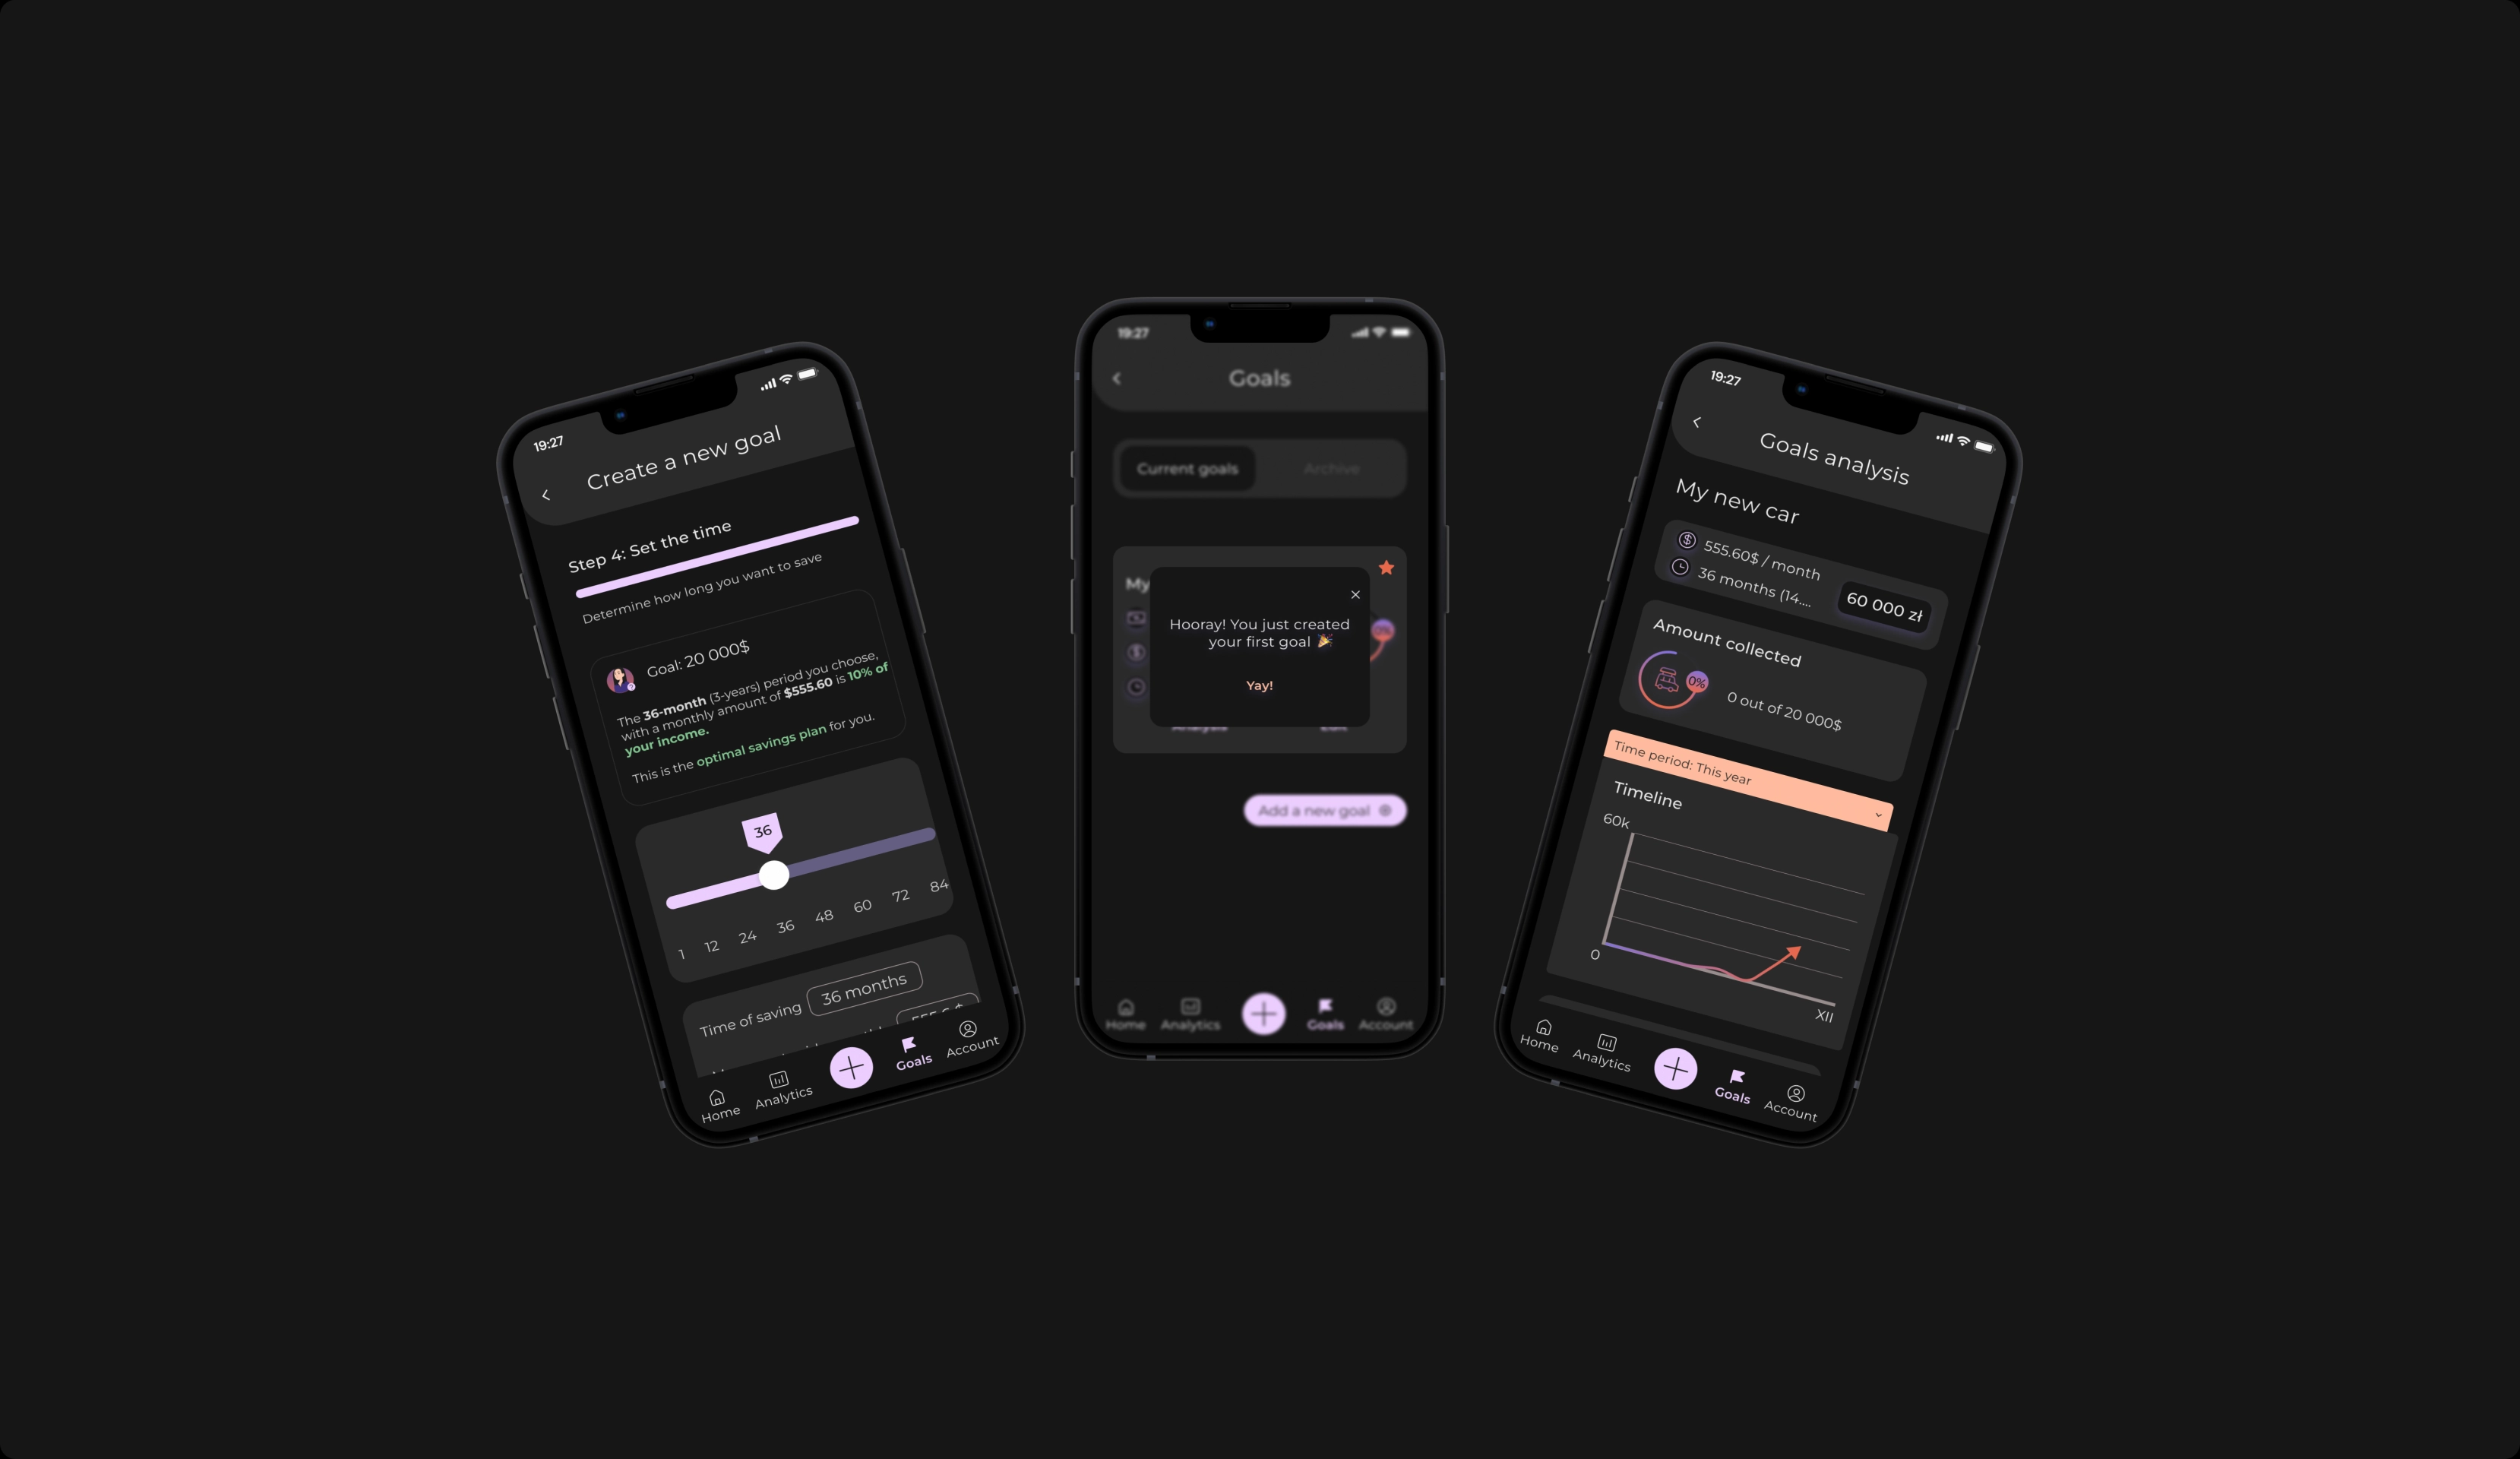 19:27
Create a new goal
Step 4: Set the time
Determine how long you want to save
Goal: 20 000$
The 36-month (3-years) period you choose,
with a monthly amount of $555.60 is 10% of
your income.
This is the optimal savings plan for you.
36
1 12 24 36 48 60 72 84
Time of saving 36 months
Home Analytics Goals Account
19:27
Goals
Current goals Archive
My
Hooray! You just created
your first goal 🎉
Yay!
Analysis Edit
Add a new goal
Home Analytics Goals Account
19:27
Goals analysis
My new car
555.60$ / month
36 months (14....
60 000 zł
Amount collected
0%
0 out of 20 000$
Time period: This year
Timeline
60k
0
XII
Home Analytics Goals Account